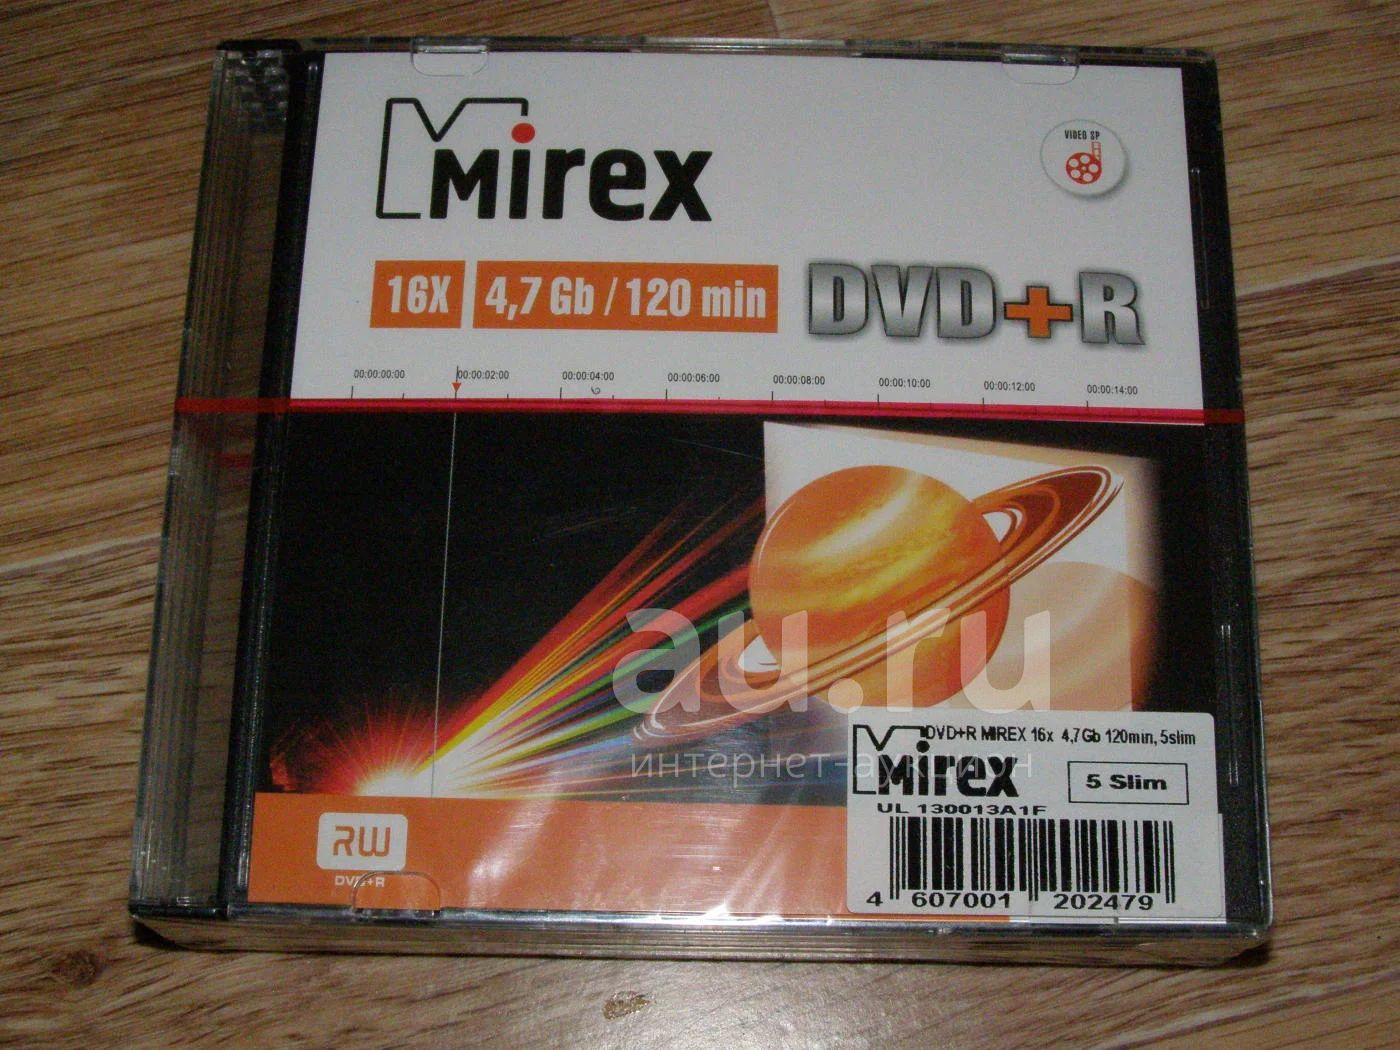 Mirex
VIDEO SP
16X 4,7 Gb / 120 min DVD+R
00:00:00:00 00:00:02:00 00:00:04:00 00:00:06:00 00:00:08:00 00:00:10:00 00:00:12:00 00:00:14:00
au.ru
интернет-аукцион
DVD+R MIREX 16x 4,7Gb 120min, 5slim
Mirex
5 Slim
UL 130013A1F
4 607001 202479
RW
DVD+R